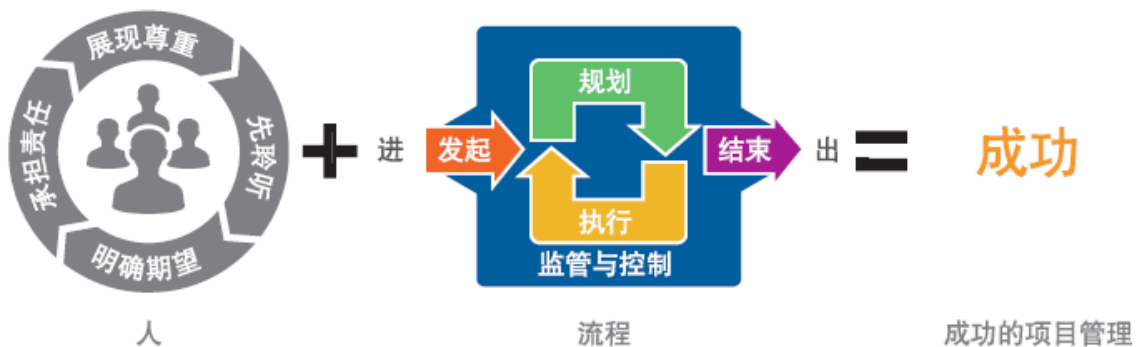 展现尊重
先聆听
明确期望
承担责任
进
发起
规划
执行
监管与控制
结束
出
成功
人
流程
成功的项目管理